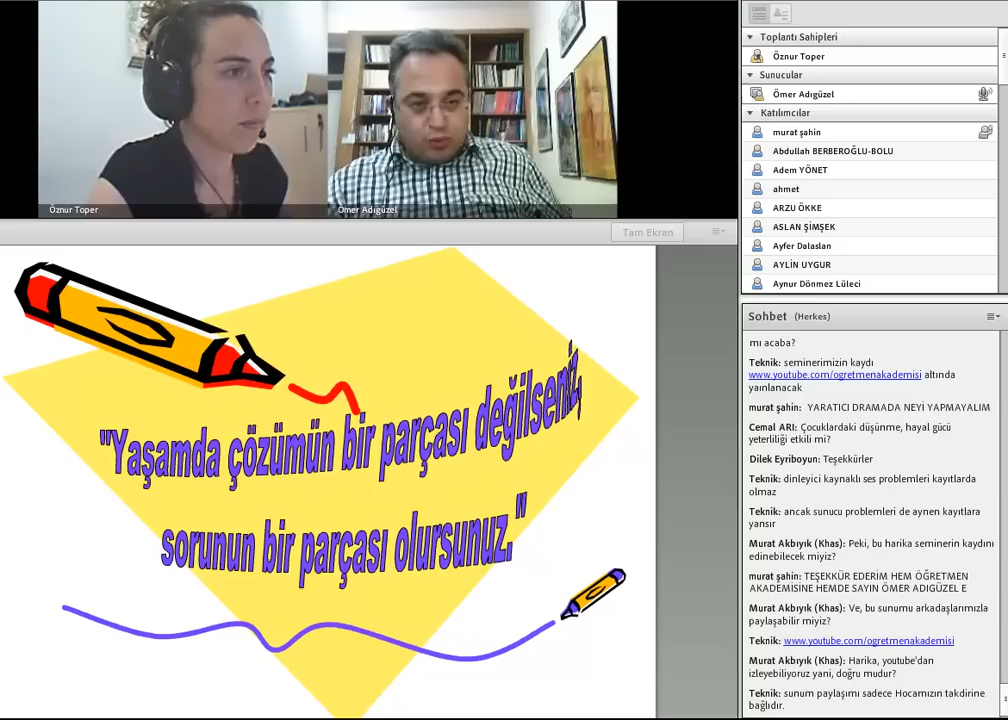 Öznur Toper
Ömer Adıgüzel
Tam Ekran
"Yaşamda çözümün bir parçası değilseniz,
sorunun bir parçası olursunuz."
Toplantı Sahipleri
Öznur Toper
Sunucular
Ömer Adıgüzel
Katılımcılar
murat şahin
Abdullah BERBEROĞLU-BOLU
Adem YÖNET
ahmet
ARZU ÖKKE
ASLAN ŞİMŞEK
Ayfer Dalaslan
AYLİN UYGUR
Aynur Dönmez Lüleci
Sohbet (Herkes)
mı acaba?
Teknik: seminerimizin kaydı
www.youtube.com/ogretmenakademisi altında
yaınlanacak
murat şahin: YARATICI DRAMADA NEYİ YAPMAYALIM
Cemal ARI: Çocuklardaki düşünme, hayal gücü
yeterliliği etkili mi?
Dilek Eyriboyun: Teşekkürler
Teknik: dinleyici kaynaklı ses problemleri kayıtlarda
olmaz
Teknik: ancak sunucu problemleri de aynen kayıtlara
yansır
Murat Akbıyık (Khas): Peki, bu harika seminerin kaydını
edinebilecek miyiz?
murat şahin: TEŞEKKÜR EDERİM HEM ÖĞRETMEN
AKADEMİSİNE HEMDE SAYIN ÖMER ADIGÜZEL E
Murat Akbıyık (Khas): Ve, bu sunumu arkadaşlarımızla
paylaşabilir miyiz?
Teknik: www.youtube.com/ogretmenakademisi
Murat Akbıyık (Khas): Harika, youtube'dan
izleyebiliyoruz yani, doğru mudur?
Teknik: sunum paylaşımı sadece Hocamızın takdirine
bağlıdır.